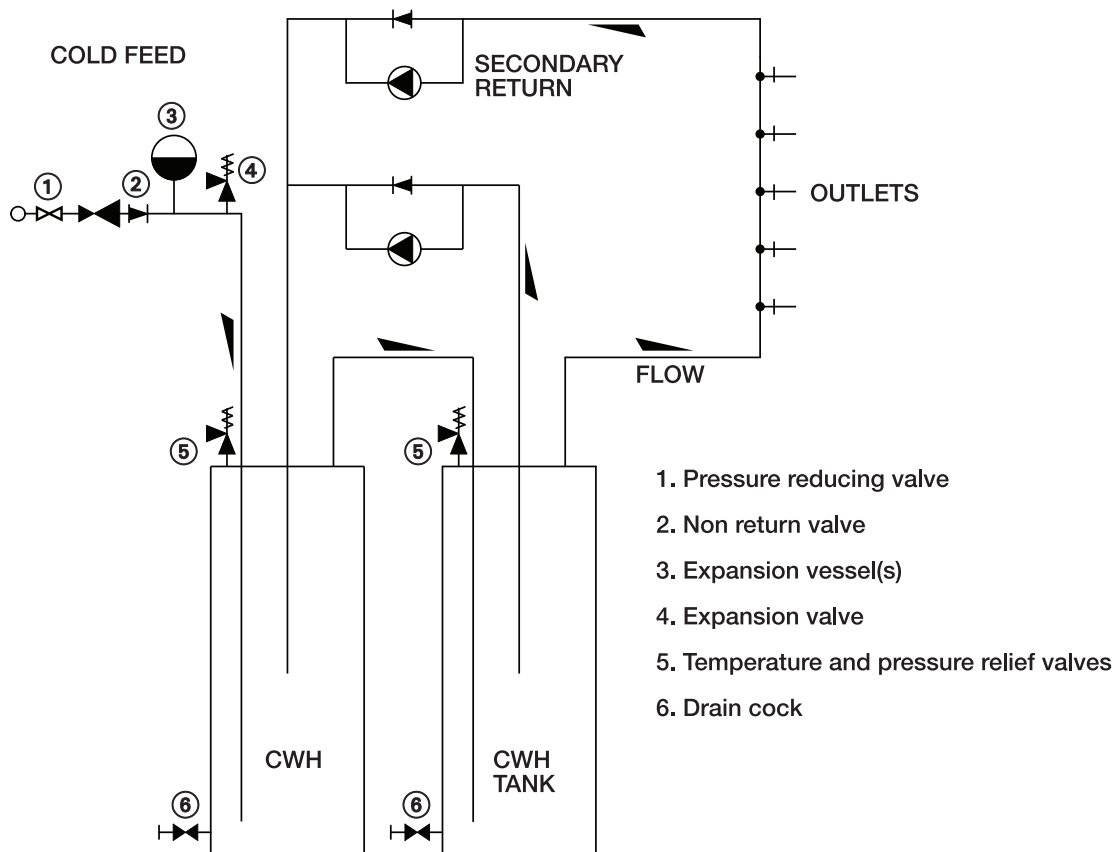 COLD FEED
SECONDARY
RETURN
3
4
1
2
OUTLETS
FLOW
5
5
1. Pressure reducing valve
2. Non return valve
3. Expansion vessel(s)
4. Expansion valve
5. Temperature and pressure relief valves
6. Drain cock
CWH
CWH
TANK
6
6